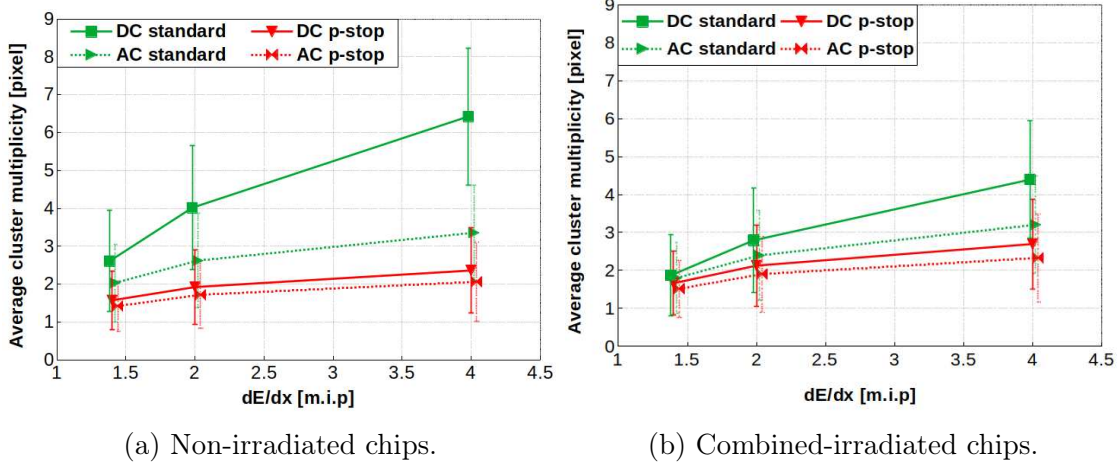 Average cluster multiplicity [pixel]
9
8
7
6
5
4
3
2
1
0
DC standard
DC p-stop
AC standard
AC p-stop
1
1.5
2
2.5
3
3.5
4
4.5
dE/dx [m.i.p]
(a) Non-irradiated chips.
Average cluster multiplicity [pixel]
9
8
7
6
5
4
3
2
1
0
DC standard
DC p-stop
AC standard
AC p-stop
1
1.5
2
2.5
3
3.5
4
4.5
dE/dx [m.i.p]
(b) Combined-irradiated chips.